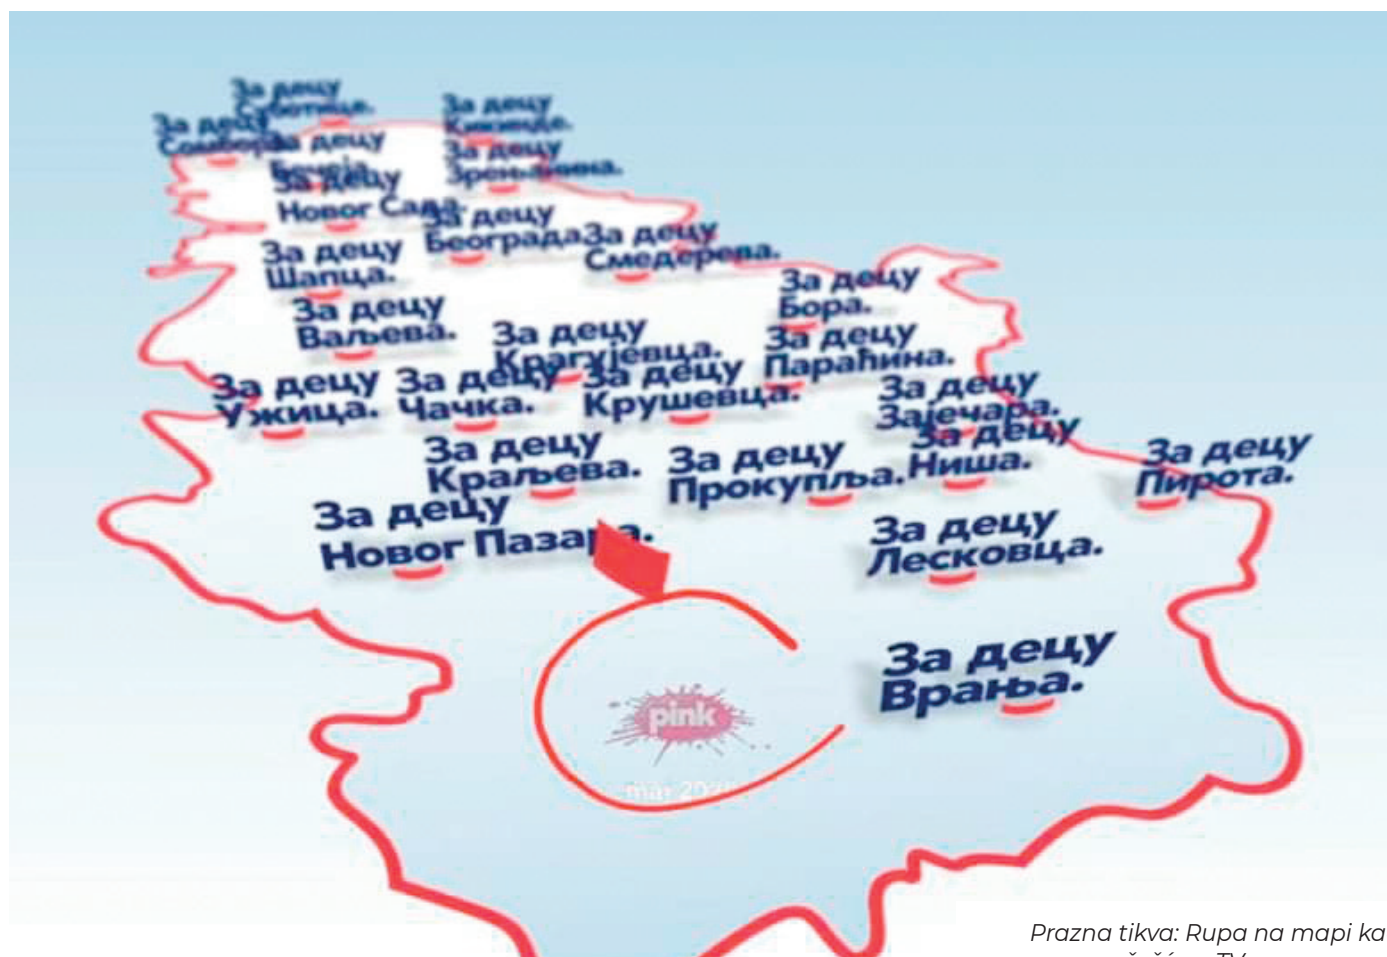 За децу
Суботице.
За децу
Сомбора.
За децу
Кикинде.
За децу
Бечеја.
За децу
Зрењанина.
За децу
Новог Сада.
За децу
Београда.
За децу
Смедерева.
За децу
Шапца.
За децу
Бора.
За децу
Ваљева.
За децу
Крагујевца.
За децу
Параћина.
За децу
Ужица.
За децу
Чачка.
За децу
Крушевца.
За децу
Зајечара.
За децу
Ниша.
За децу
Пирота.
За децу
Краљева.
За децу
Прокупља.
За децу
Новог Пазара.
За децу
Лесковца.
За децу
Врања.
pink
mar
Prazna tikva: Rupa na mapi ka